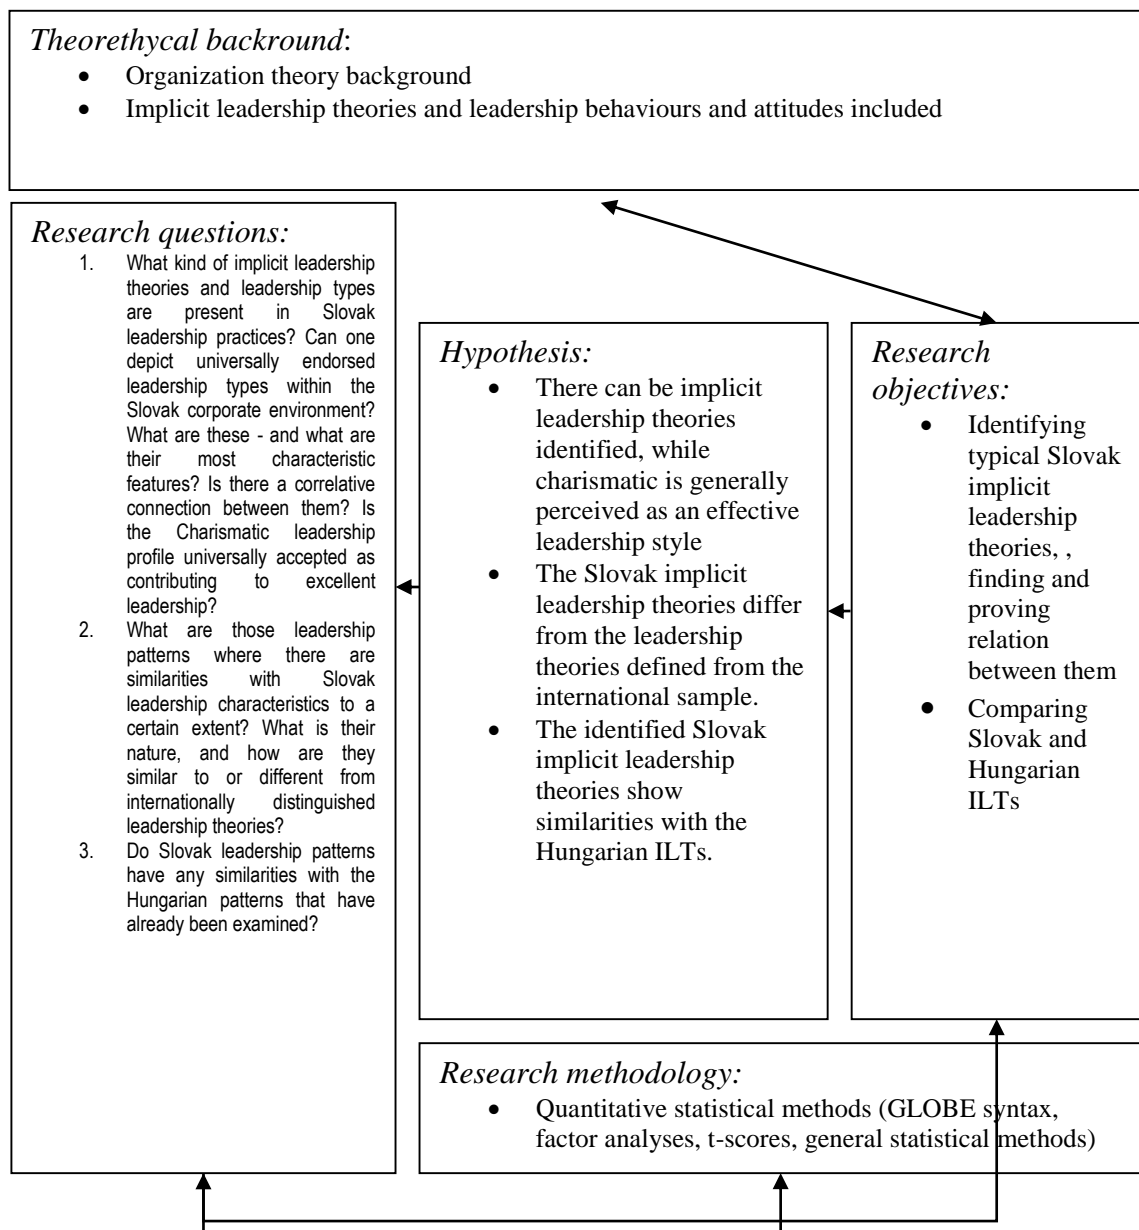 Theorethycal backround:
• Organization theory background
• Implicit leadership theories and leadership behaviours and attitudes included
Research questions:
1. What kind of implicit leadership
theories and leadership types
are present in Slovak
leadership practices? Can one
depict universally endorsed
leadership types within the
Slovak corporate environment?
What are these - and what are
their most characteristic
features? Is there a correlative
connection between them? Is
the Charismatic leadership
profile universally accepted as
contributing to excellent
leadership?
2. What are those leadership
patterns where there are
similarities with Slovak
leadership characteristics to a
certain extent? What is their
nature, and how are they
similar to or different from
internationally distinguished
leadership theories?
3. Do Slovak leadership patterns
have any similarities with the
Hungarian patterns that have
already been examined?
Hypothesis:
• There can be implicit
leadership theories
identified, while
charismatic is generally
perceived as an effective
leadership style
• The Slovak implicit
leadership theories differ
from the leadership
theories defined from the
international sample.
• The identified Slovak
implicit leadership
theories show
similarities with the
Hungarian ILTs.
Research
objectives:
• Identifying
typical Slovak
implicit
leadership
theories, ,
finding and
proving
relation
between them
• Comparing
Slovak and
Hungarian
ILTs
Research methodology:
• Quantitative statistical methods (GLOBE syntax,
factor analyses, t-scores, general statistical methods)